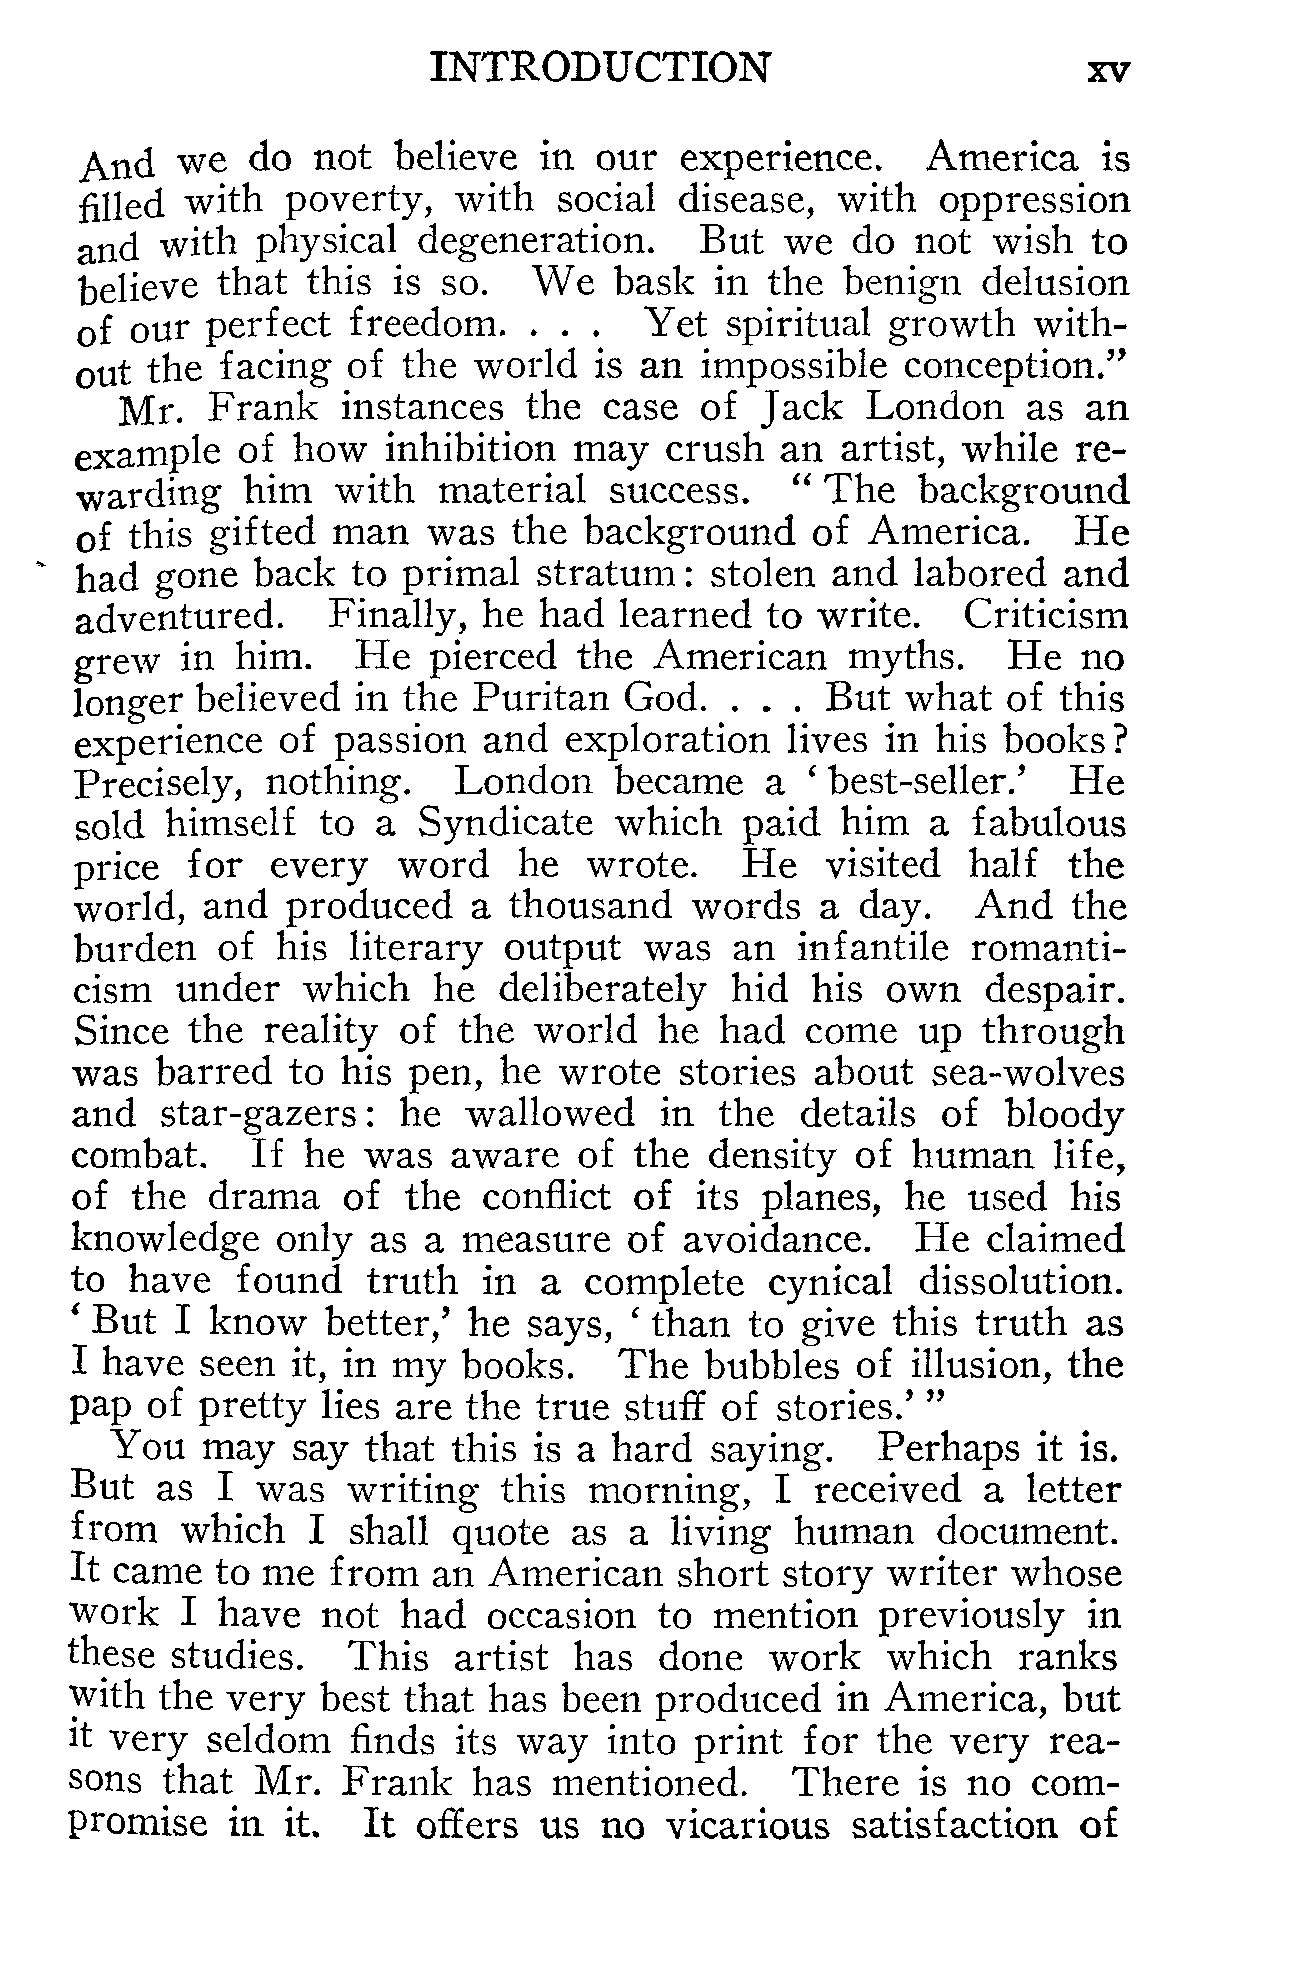 INTRODUCTION xv
And we do not believe in our experience. America is
filled with poverty, with social disease, with oppression
and with physical degeneration. But we do not wish to
believe that this is so. We bask in the benign delusion
of our perfect freedom. . . . Yet spiritual growth with-
out the facing of the world is an impossible conception."
Mr. Frank instances the case of Jack London as an
example of how inhibition may crush an artist, while re-
warding him with material success. "The background
of this gifted man was the background of America. He
had gone back to primal stratum: stolen and labored and
adventured. Finally, he had learned to write. Criticism
grew in him. He pierced the American myths. He no
longer believed in the Puritan God. . . . But what of this
experience of passion and exploration lives in his books?
Precisely, nothing. London became a 'best-seller.' He
sold himself to a Syndicate which paid him a fabulous
price for every word he wrote. He visited half the
world, and produced a thousand words a day. And the
burden of his literary output was an infantile romanti-
cism under which he deliberately hid his own despair.
Since the reality of the world he had come up through
was barred to his pen, he wrote stories about sea-wolves
and star-gazers: he wallowed in the details of bloody
combat. If he was aware of the density of human life,
of the drama of the conflict of its planes, he used his
knowledge only as a measure of avoidance. He claimed
to have found truth in a complete cynical dissolution.
'But I know better,' he says, 'than to give this truth as
I have seen it, in my books. The bubbles of illusion, the
pap of pretty lies are the true stuff of stories.'"
You may say that this is a hard saying. Perhaps it is.
But as I was writing this morning, I received a letter
from which I shall quote as a living human document.
It came to me from an American short story writer whose
work I have not had occasion to mention previously in
these studies. This artist has done work which ranks
with the very best that has been produced in America, but
it very seldom finds its way into print for the very rea-
sons that Mr. Frank has mentioned. There is no com-
promise in it. It offers us no vicarious satisfaction of